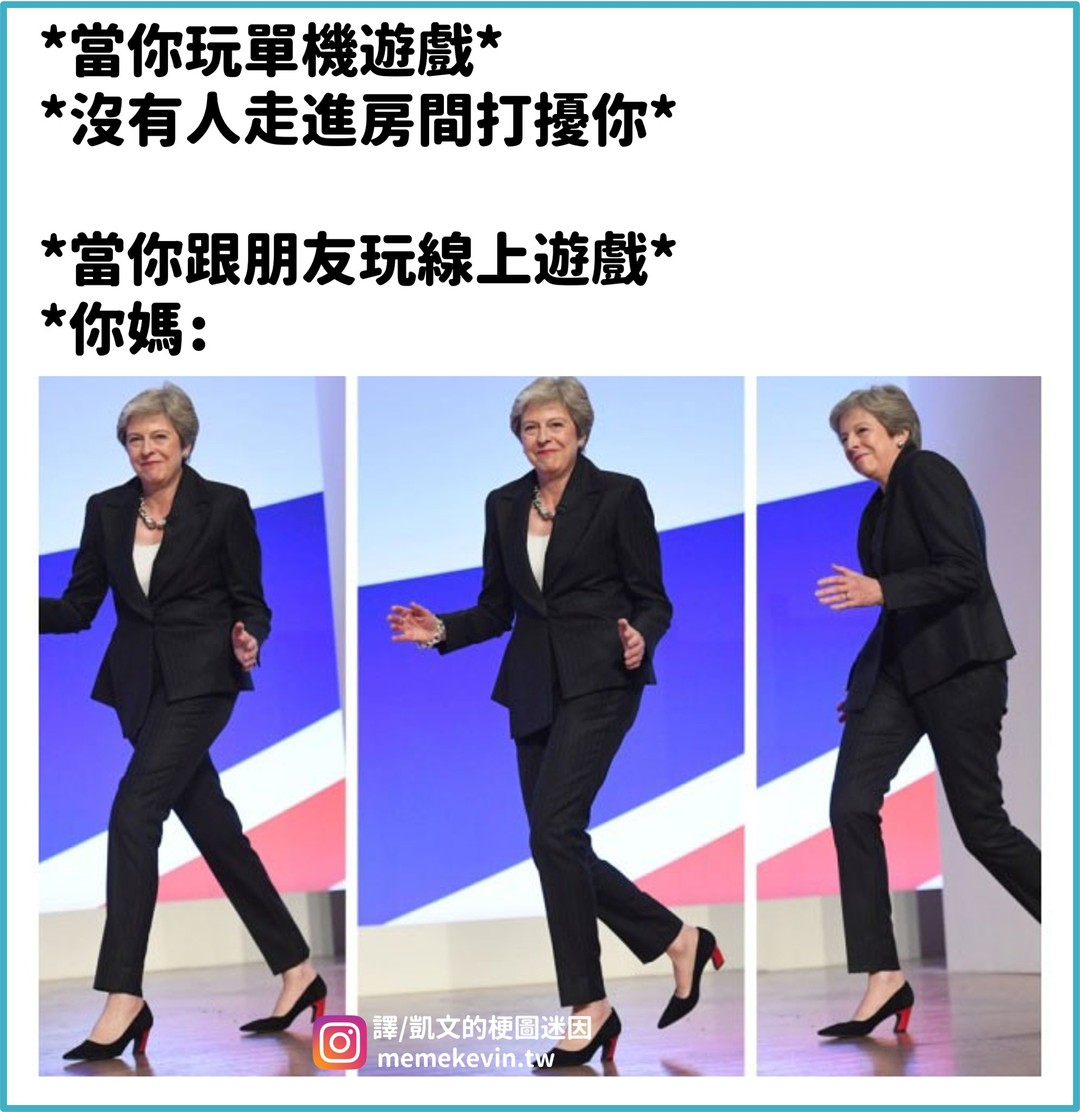 *當你玩單機遊戲*
*沒有人走進房間打擾你*
*當你跟朋友玩線上遊戲*
*你媽：
譯/凱文的梗圖迷因
memekevin.tw